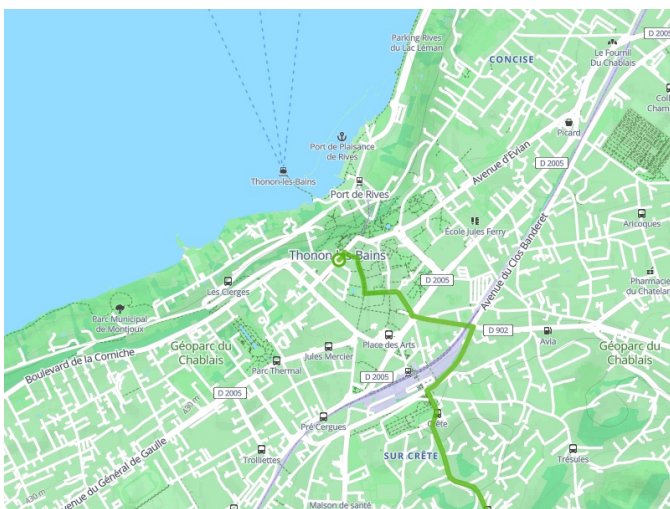 Parking Rives
du Lac Léman
CONCISE
D 2005
Le Fournil
Du Chablais
Port de Plaisance
de Rives
Picard
Avenue d'Evian
D 2005
Thonon-les-Bains
Port de Rives
École Jules Ferry
Aricoques
Avenue du Clos Banderet
Bains
Les Clerges
D 2005
Pharmacie
Parc Municipal
de Montjoux
D 902
Avia
Géoparc du
Chablais
Place des Arts
Géoparc du
Chablais
Jules Mercier
Boulevard de la Corniche
Parc Thermal
D 2005
D 2005
430 m
Crête
Pré Cergues
Trolliettes
SUR CRÊTE
Trésules
Avenue du Général de Gaulle
430 m
Maison de santé